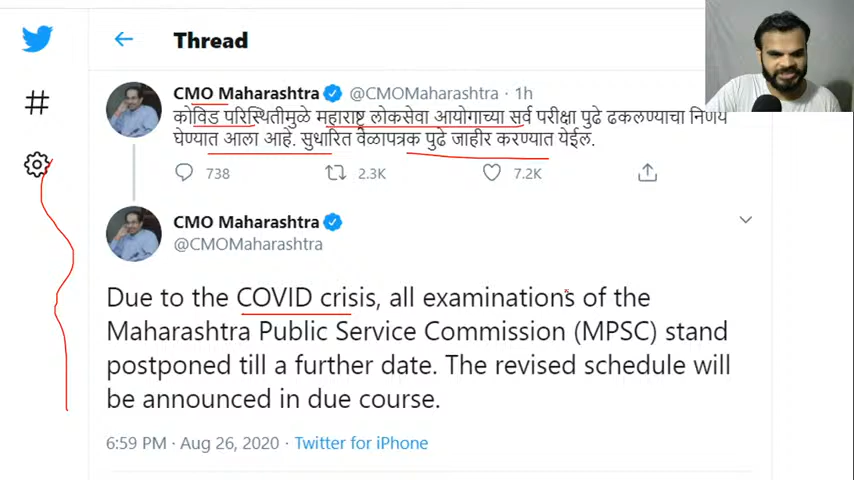 Thread
CMO Maharashtra @CMOMaharashtra · 1h
कोविड परिस्थितीमुळे महाराष्ट्र लोकसेवा आयोगाच्या सर्व परीक्षा पुढे ढकलण्याचा निर्णय
घेण्यात आला आहे. सुधारित वेळापत्रक पुढे जाहीर करण्यात येईल.
738 2.3K 7.2K
CMO Maharashtra
@CMOMaharashtra
Due to the COVID crisis, all examinations of the
Maharashtra Public Service Commission (MPSC) stand
postponed till a further date. The revised schedule will
be announced in due course.
6:59 PM · Aug 26, 2020 · Twitter for iPhone